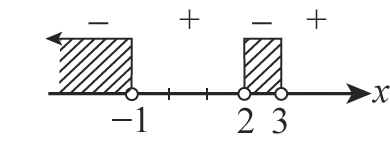 − + − +
−1 2 3 x